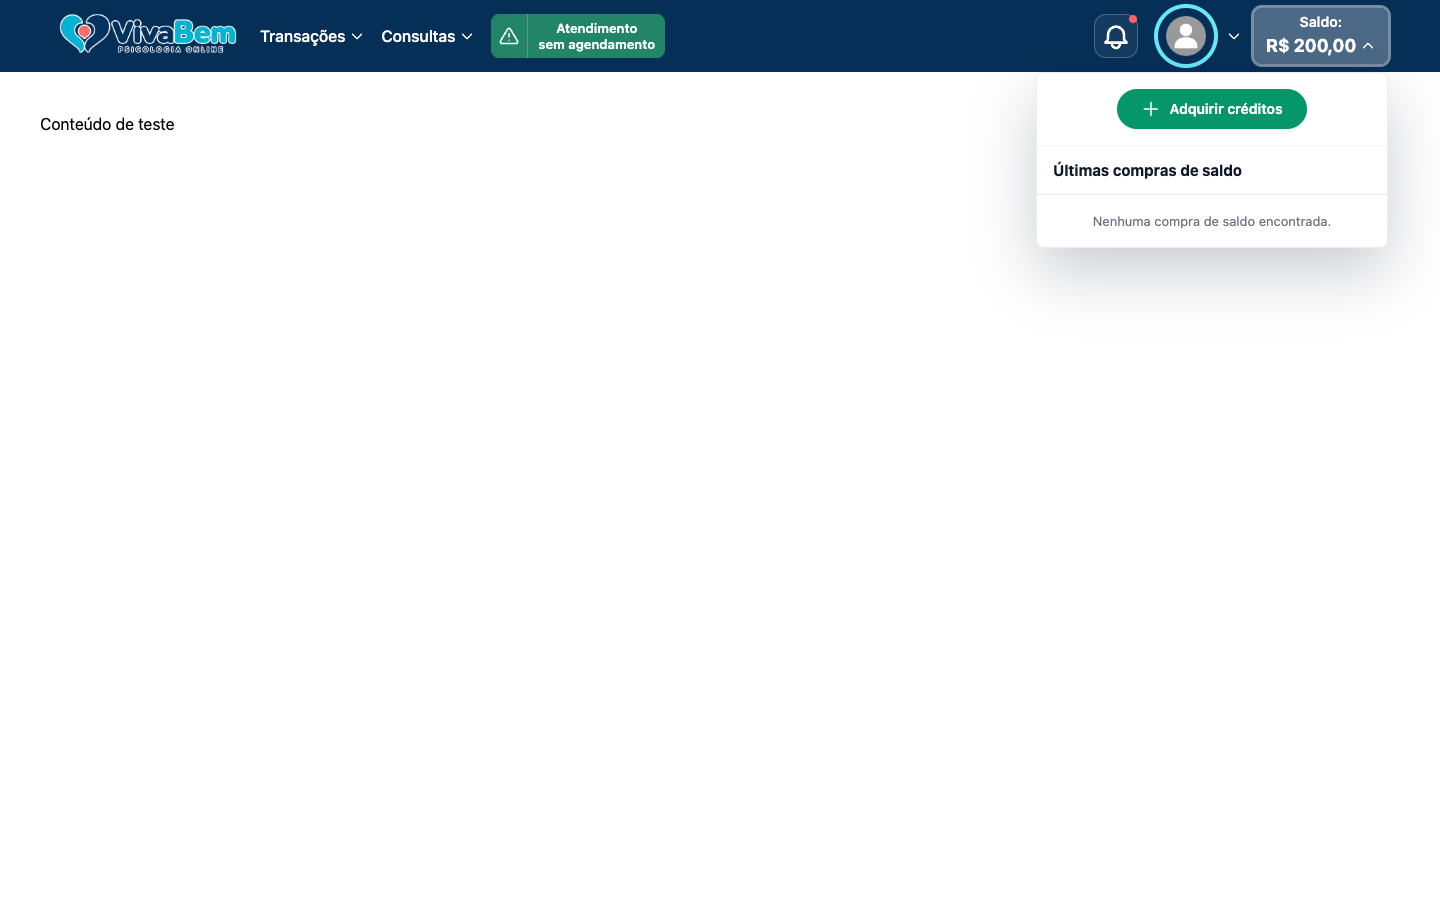 VivaBem
PSICOLOGIA ONLINE
Transações
Consultas
Atendimento
sem agendamento
Saldo:
R$ 200,00
Adquirir créditos
Últimas compras de saldo
Nenhuma compra de saldo encontrada.
Conteúdo de teste